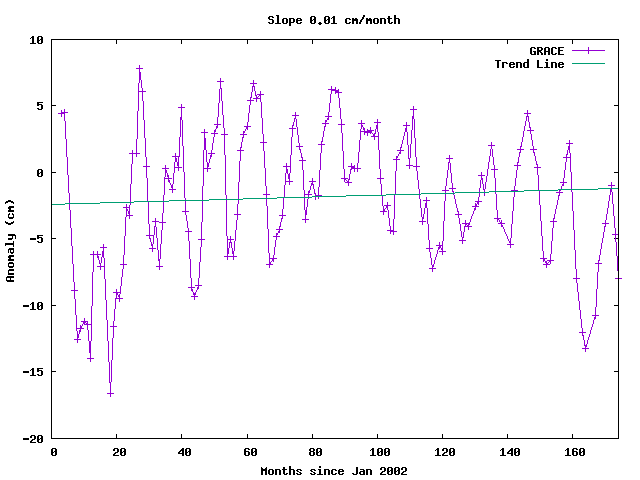 Slope 0.01 cm/month
GRACE
Trend Line
10
5
0
-5
-10
-15
-20
Anomaly (cm)
0 20 40 60 80 100 120 140 160
Months since Jan 2002